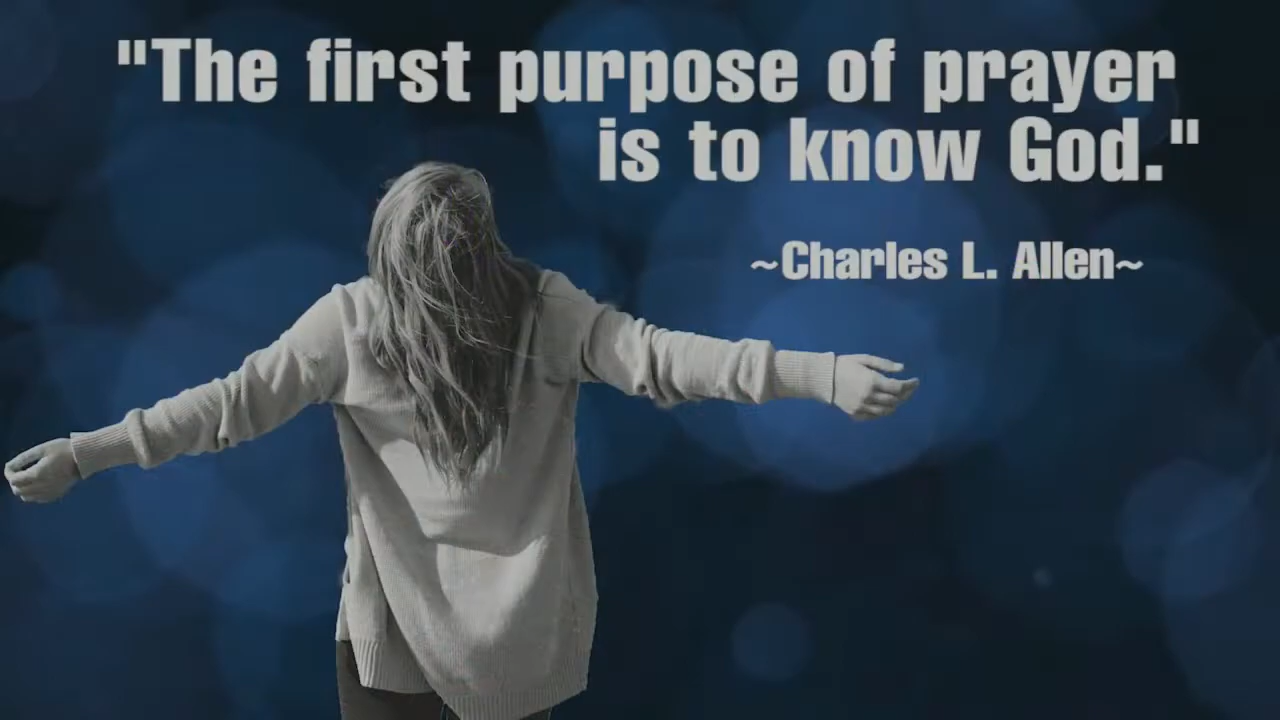 "The first purpose of prayer
is to know God."
~Charles L. Allen~